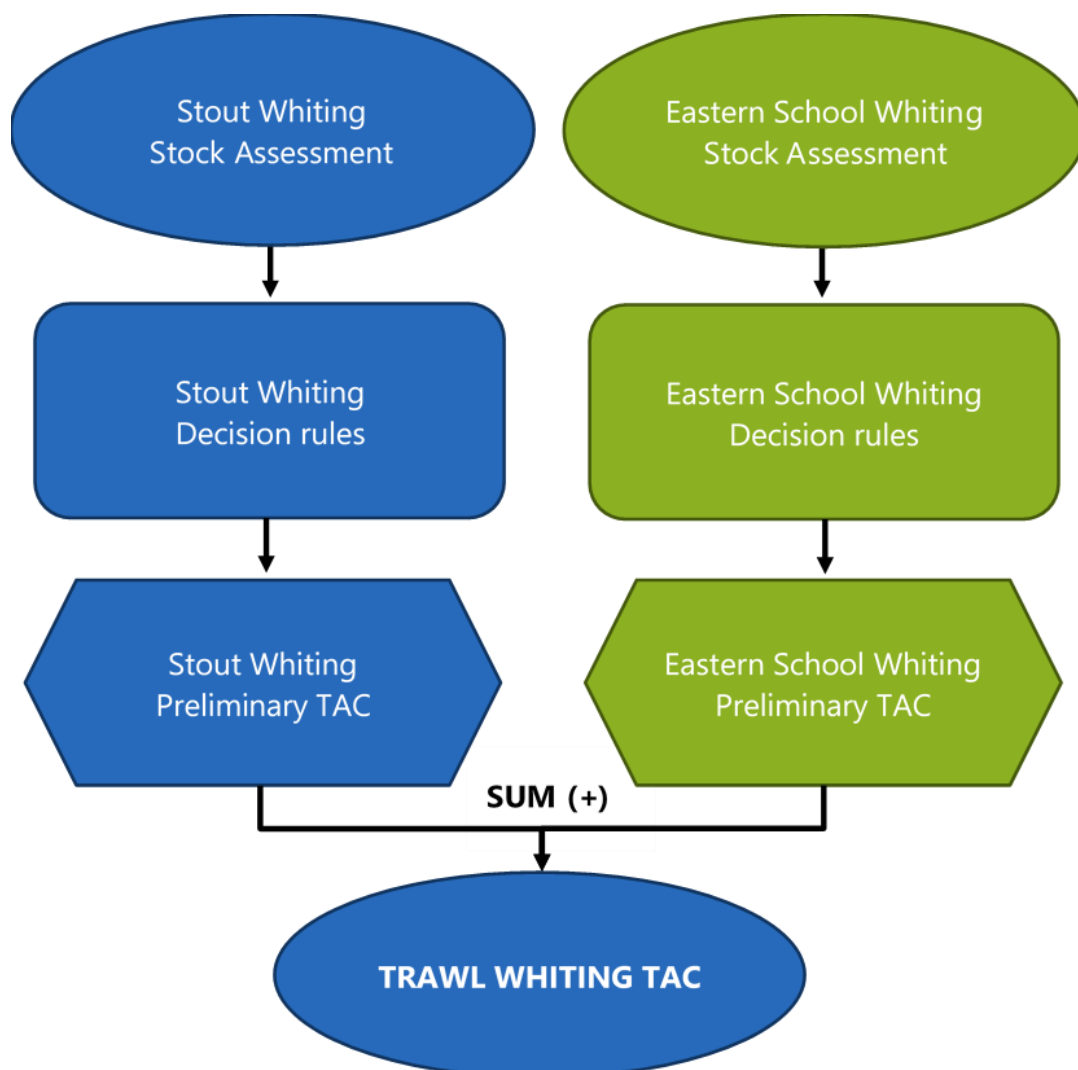 Stout Whiting
Stock Assessment
Eastern School Whiting
Stock Assessment
Stout Whiting
Decision rules
Eastern School Whiting
Decision rules
Stout Whiting
Preliminary TAC
Eastern School Whiting
Preliminary TAC
SUM (+)
TRAWL WHITING TAC